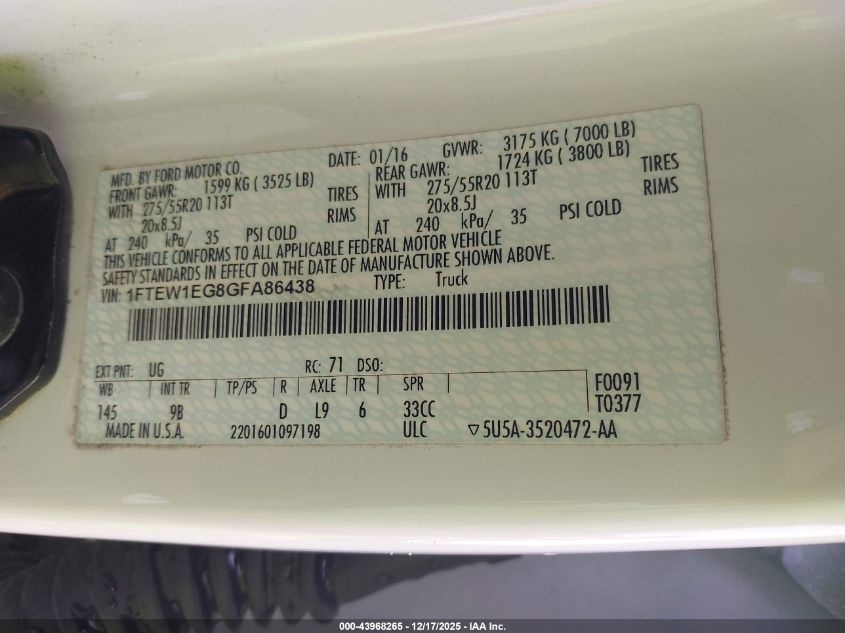 MFD. BY FORD MOTOR CO. DATE: 01/16 GVWR: 3175 KG ( 7000 LB)
FRONT GAWR: 1599 KG ( 3525 LB) REAR GAWR: 1724 KG ( 3800 LB)
WITH 275/55R20 113T TIRES WITH 275/55R20 113T TIRES
20x8.5J RIMS 20x8.5J RIMS
AT 240 kPa/ 35 PSI COLD AT 240 kPa/ 35 PSI COLD
THIS VEHICLE CONFORMS TO ALL APPLICABLE FEDERAL MOTOR VEHICLE
SAFETY STANDARDS IN EFFECT ON THE DATE OF MANUFACTURE SHOWN ABOVE.
VIN: 1FTEW1EG8GFA86438 TYPE: Truck
EXT PNT: UG RC: 71 DSO:
WB INT TR TP/PS R AXLE TR SPR F0091
145 9B D L9 6 33CC T0377
MADE IN U.S.A. 2201601097198 ULC ▽5U5A-3520472-AA
000-43968265 - 12/17/2025 - IAA Inc.